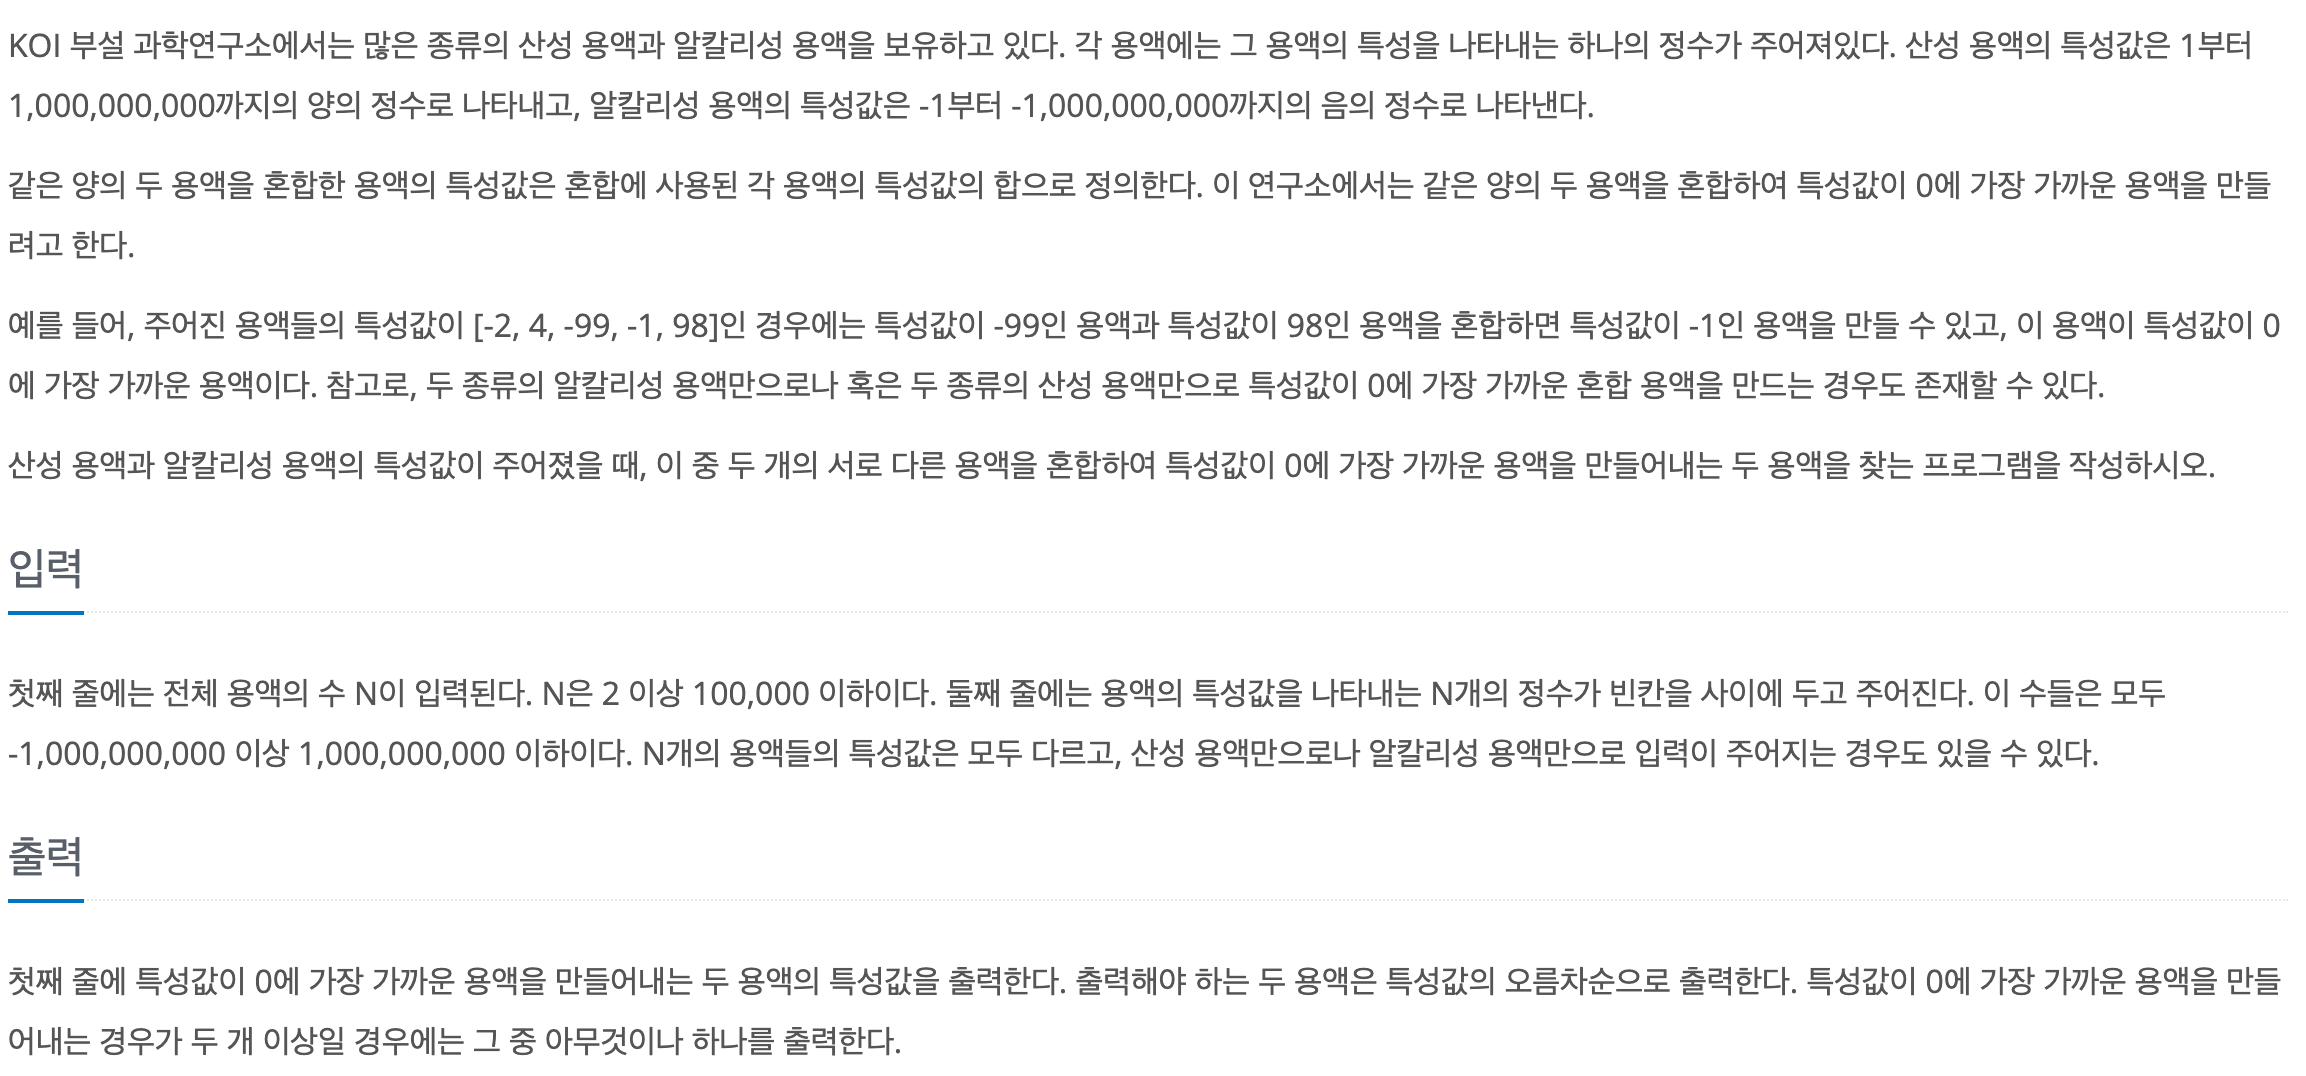 KOI 부설 과학연구소에서는 많은 종류의 산성 용액과 알칼리성 용액을 보유하고 있다. 각 용액에는 그 용액의 특성을 나타내는 하나의 정수가 주어져있다. 산성 용액의 특성값은 1부터
1,000,000,000까지의 양의 정수로 나타내고, 알칼리성 용액의 특성값은 -1부터 -1,000,000,000까지의 음의 정수로 나타낸다.
같은 양의 두 용액을 혼합한 용액의 특성값은 혼합에 사용된 각 용액의 특성값의 합으로 정의한다. 이 연구소에서는 같은 양의 두 용액을 혼합하여 특성값이 0에 가장 가까운 용액을 만들
려고 한다.
예를 들어, 주어진 용액들의 특성값이 [-2, 4, -99, -1, 98]인 경우에는 특성값이 -99인 용액과 특성값이 98인 용액을 혼합하면 특성값이 -1인 용액을 만들 수 있고, 이 용액이 특성값이 0
에 가장 가까운 용액이다. 참고로, 두 종류의 알칼리성 용액만으로나 혹은 두 종류의 산성 용액만으로 특성값이 0에 가장 가까운 혼합 용액을 만드는 경우도 존재할 수 있다.
산성 용액과 알칼리성 용액의 특성값이 주어졌을 때, 이 중 두 개의 서로 다른 용액을 혼합하여 특성값이 0에 가장 가까운 용액을 만들어내는 두 용액을 찾는 프로그램을 작성하시오.
입력
첫째 줄에는 전체 용액의 수 N이 입력된다. N은 2 이상 100,000 이하이다. 둘째 줄에는 용액의 특성값을 나타내는 N개의 정수가 빈칸을 사이에 두고 주어진다. 이 수들은 모두
-1,000,000,000 이상 1,000,000,000 이하이다. N개의 용액들의 특성값은 모두 다르고, 산성 용액만으로나 알칼리성 용액만으로 입력이 주어지는 경우도 있을 수 있다.
출력
첫째 줄에 특성값이 0에 가장 가까운 용액을 만들어내는 두 용액의 특성값을 출력한다. 출력해야 하는 두 용액은 특성값의 오름차순으로 출력한다. 특성값이 0에 가장 가까운 용액을 만들
어내는 경우가 두 개 이상일 경우에는 그 중 아무것이나 하나를 출력한다.